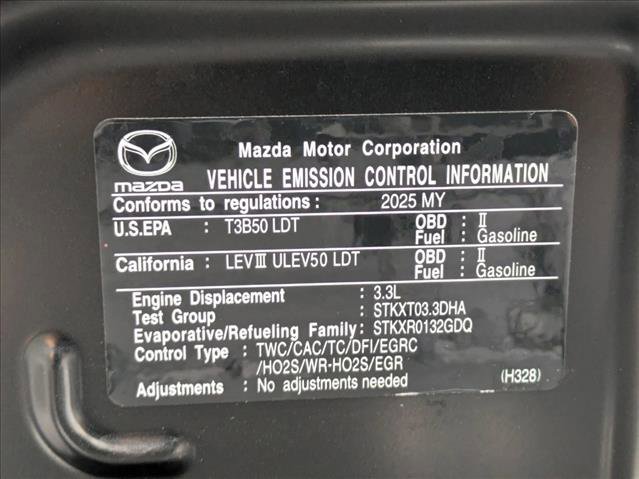 Mazda Motor Corporation
mazda VEHICLE EMISSION CONTROL INFORMATION
Conforms to regulations : 2025 MY
U.S.EPA : T3B50 LDT OBD : II
Fuel : Gasoline
California : LEVIII ULEV50 LDT OBD : II
Fuel : Gasoline
Engine Displacement : 3.3L
Test Group : STKXT03.3DHA
Evaporative/Refueling Family: STKXR0132GDQ
Control Type : TWC/CAC/TC/DFI/EGRC
/HO2S/WR-HO2S/EGR
Adjustments : No adjustments needed (H328)